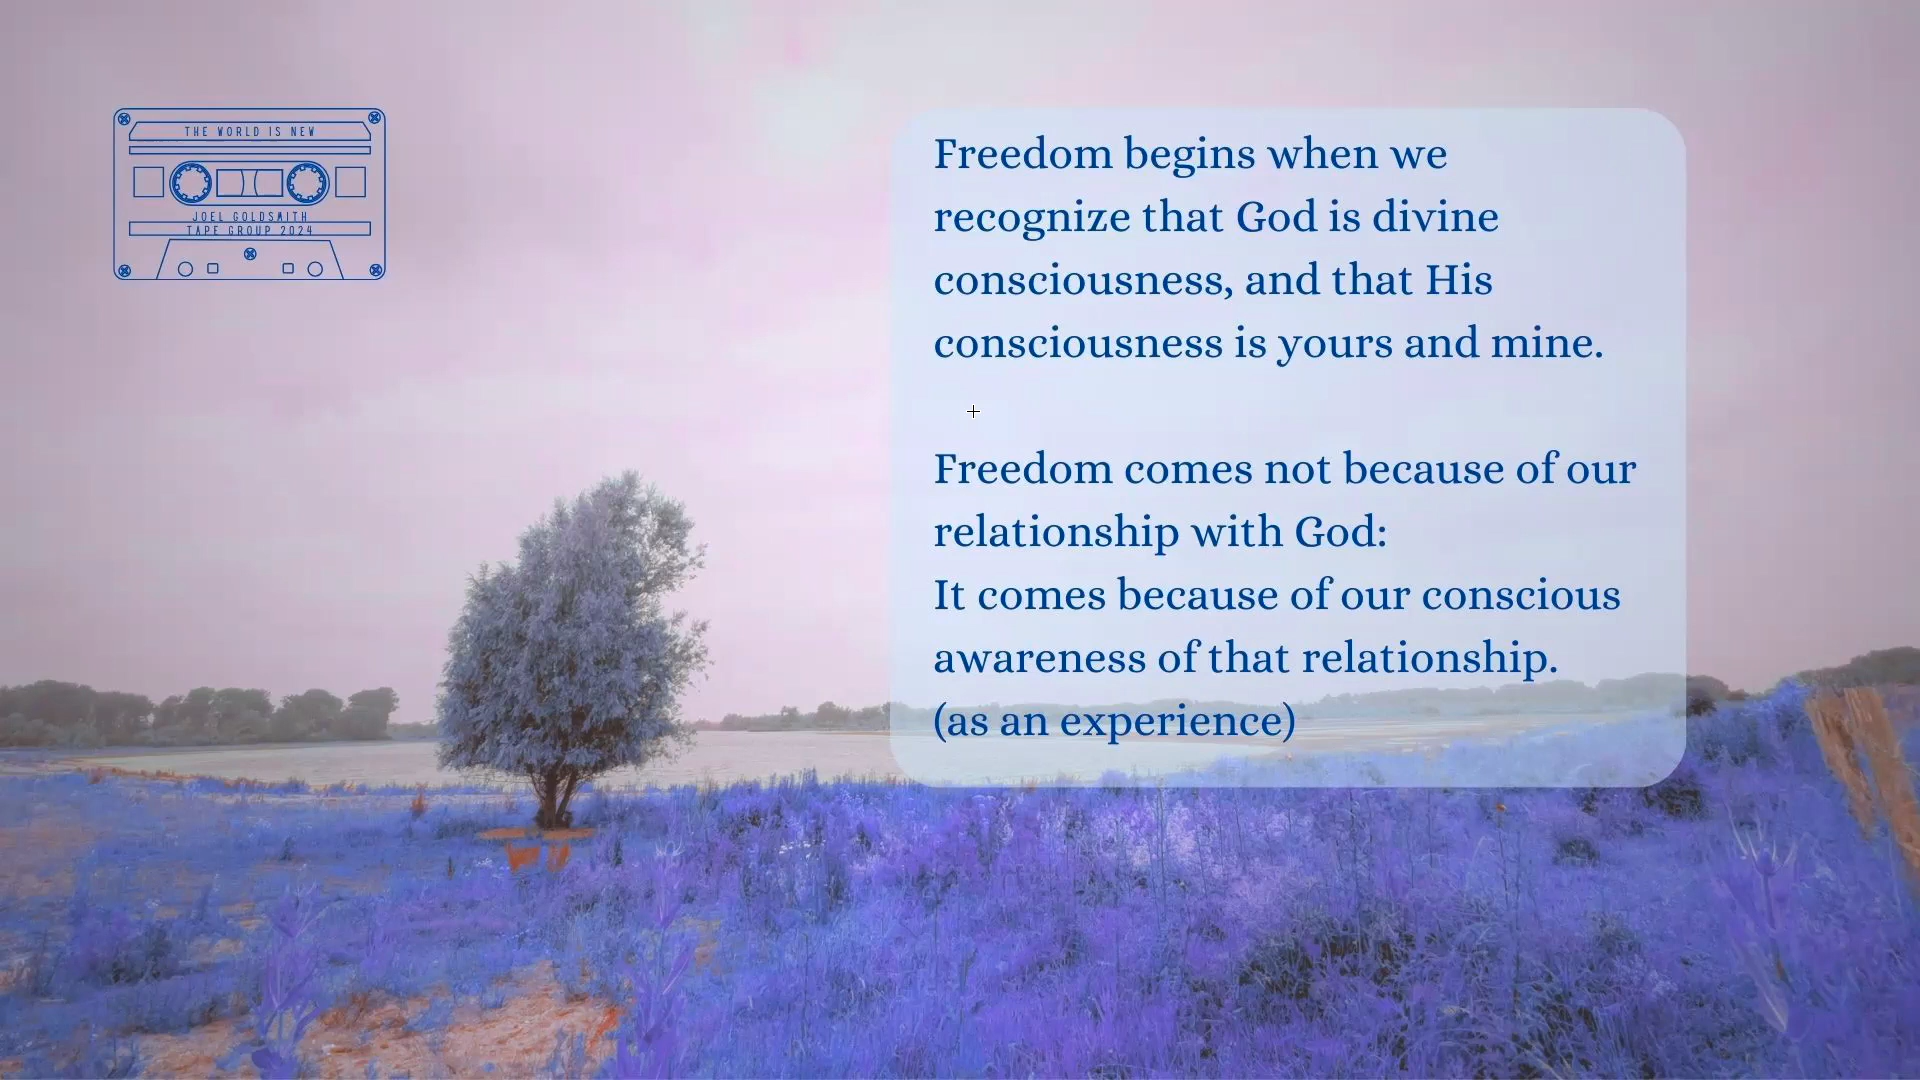 THE WORLD IS NEW
JOEL GOLDSMITH
TAPE GROUP 2024
Freedom begins when we
recognize that God is divine
consciousness, and that His
consciousness is yours and mine.
Freedom comes not because of our
relationship with God:
It comes because of our conscious
awareness of that relationship.
(as an experience)